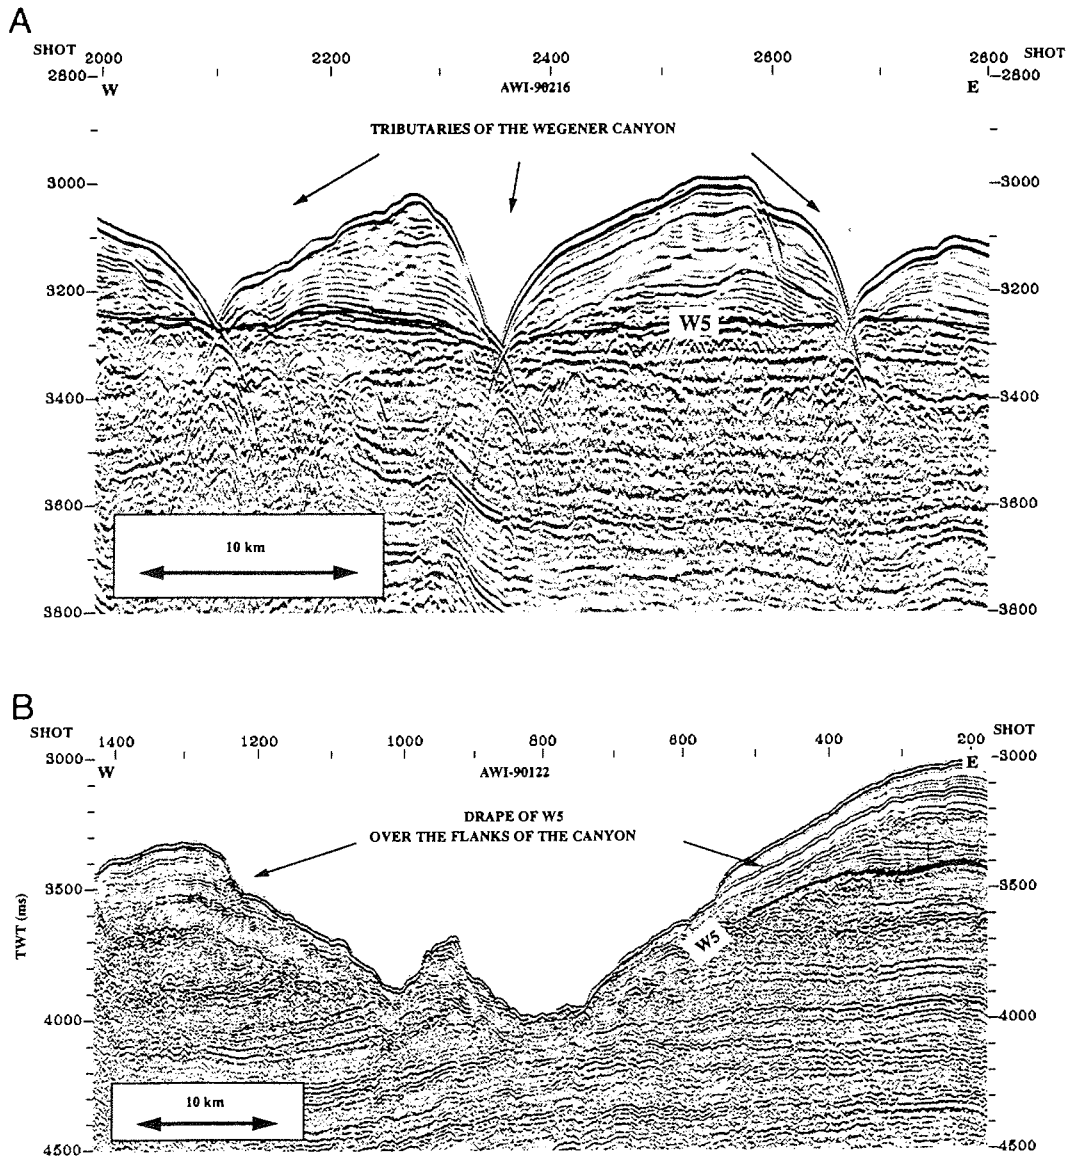 A
SHOT 2000 2200 2400 2600 2800 SHOT
2800 2800
W AWI-90216 E
TRIBUTARIES OF THE WEGENER CANYON
3000 3000
3200 3200
W5
3400 3400
3600 3600
10 km
3800 3800
B
SHOT 1400 1200 1000 800 600 400 200 SHOT
3000 W E 3000
AWI-90122
DRAPE OF W5
OVER THE FLANKS OF THE CANYON
3500 3500
TWT (ms)
W5
4000 4000
10 km
4500 4500